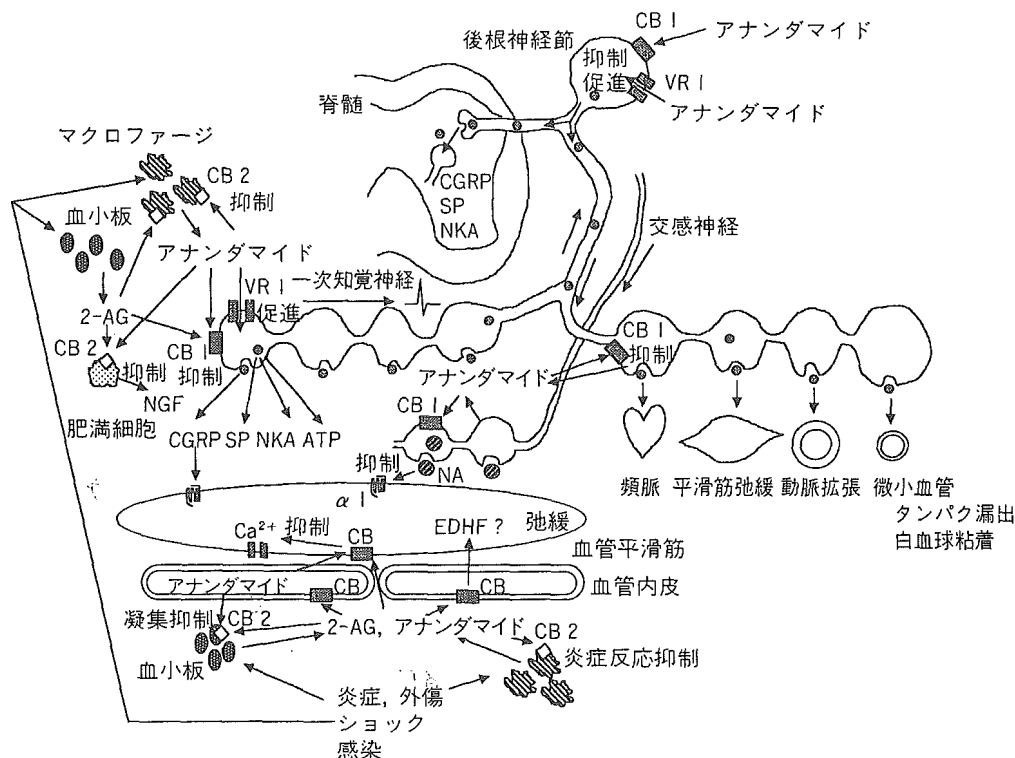 CB 1
アナンダマイド
後根神経節
抑制
促進
VR 1
アナンダマイド
脊髄
マクロファージ
CGRP
SP
NKA
CB 2
抑制
血小板
交感神経
アナンダマイド
VR 1
一次知覚神経
促進
2-AG
CB 2
CB 1
抑制
抑制
NGF
肥満細胞
CB 1
抑制
アナンダマイド
CB 1
CGRP SP NKA ATP
抑制
NA
α 1
頻脈 平滑筋弛緩 動脈拡張 微小血管
タンパク漏出
白血球粘着
Ca²⁺ 抑制
CB
EDHF ?
弛緩
血管平滑筋
アナンダマイド
CB
CB
血管内皮
凝集抑制
CB 2
2-AG, アナンダマイド
CB 2
炎症反応抑制
血小板
炎症, 外傷
ショック
感染